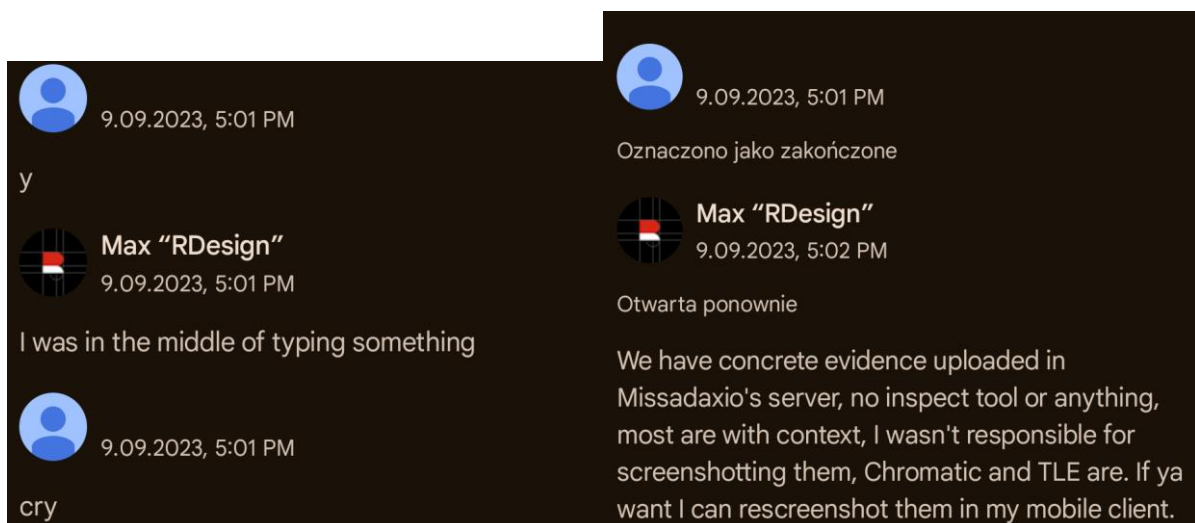 9.09.2023, 5:01 PM
y
Max “RDesign”
9.09.2023, 5:01 PM
I was in the middle of typing something
9.09.2023, 5:01 PM
cry
9.09.2023, 5:01 PM
Oznaczono jako zakończone
Max “RDesign”
9.09.2023, 5:02 PM
Otwarta ponownie
We have concrete evidence uploaded in
Missadaxio's server, no inspect tool or anything,
most are with context, I wasn't responsible for
screenshotting them, Chromatic and TLE are. If ya
want I can rescreenshot them in my mobile client.